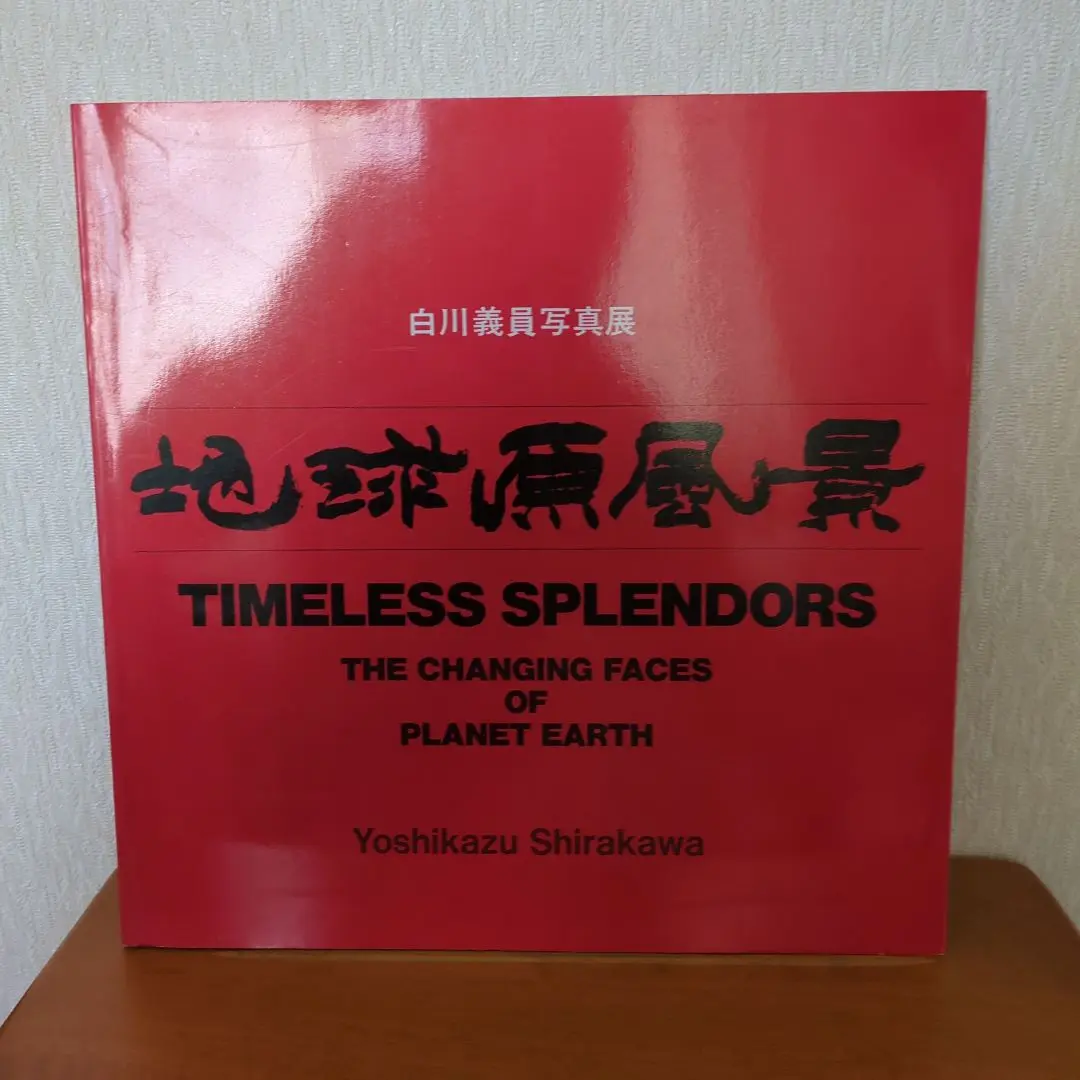 白川義員写真展
地球原風景
TIMELESS SPLENDORS
THE CHANGING FACES
OF
PLANET EARTH
Yoshikazu Shirakawa